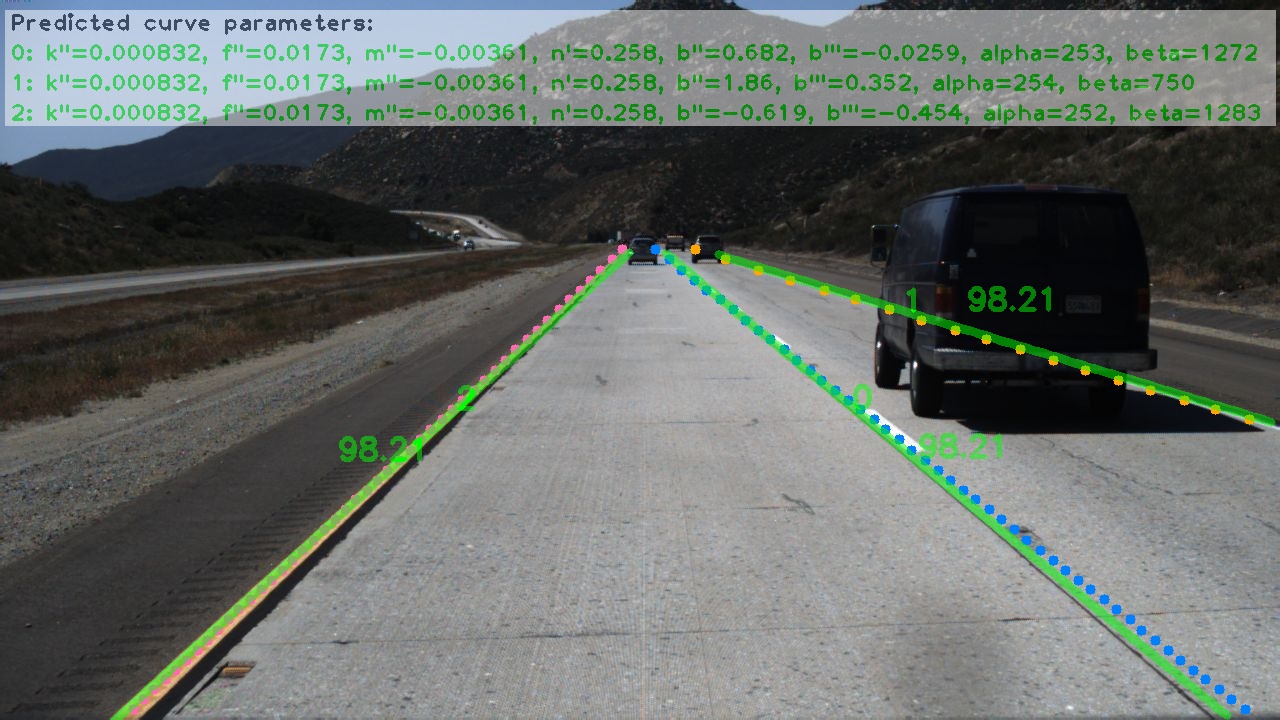 Predicted curve parameters:
0: k''=0.000832, f''=0.0173, m''=-0.00361, n'=0.258, b''=0.682, b'''=-0.0259, alpha=253, beta=1272
1: k''=0.000832, f''=0.0173, m''=-0.00361, n'=0.258, b''=1.86, b'''=0.352, alpha=254, beta=750
2: k''=0.000832, f''=0.0173, m''=-0.00361, n'=0.258, b''=-0.619, b'''=-0.454, alpha=252, beta=1283
1 98.21
2 0
98.21 98.21